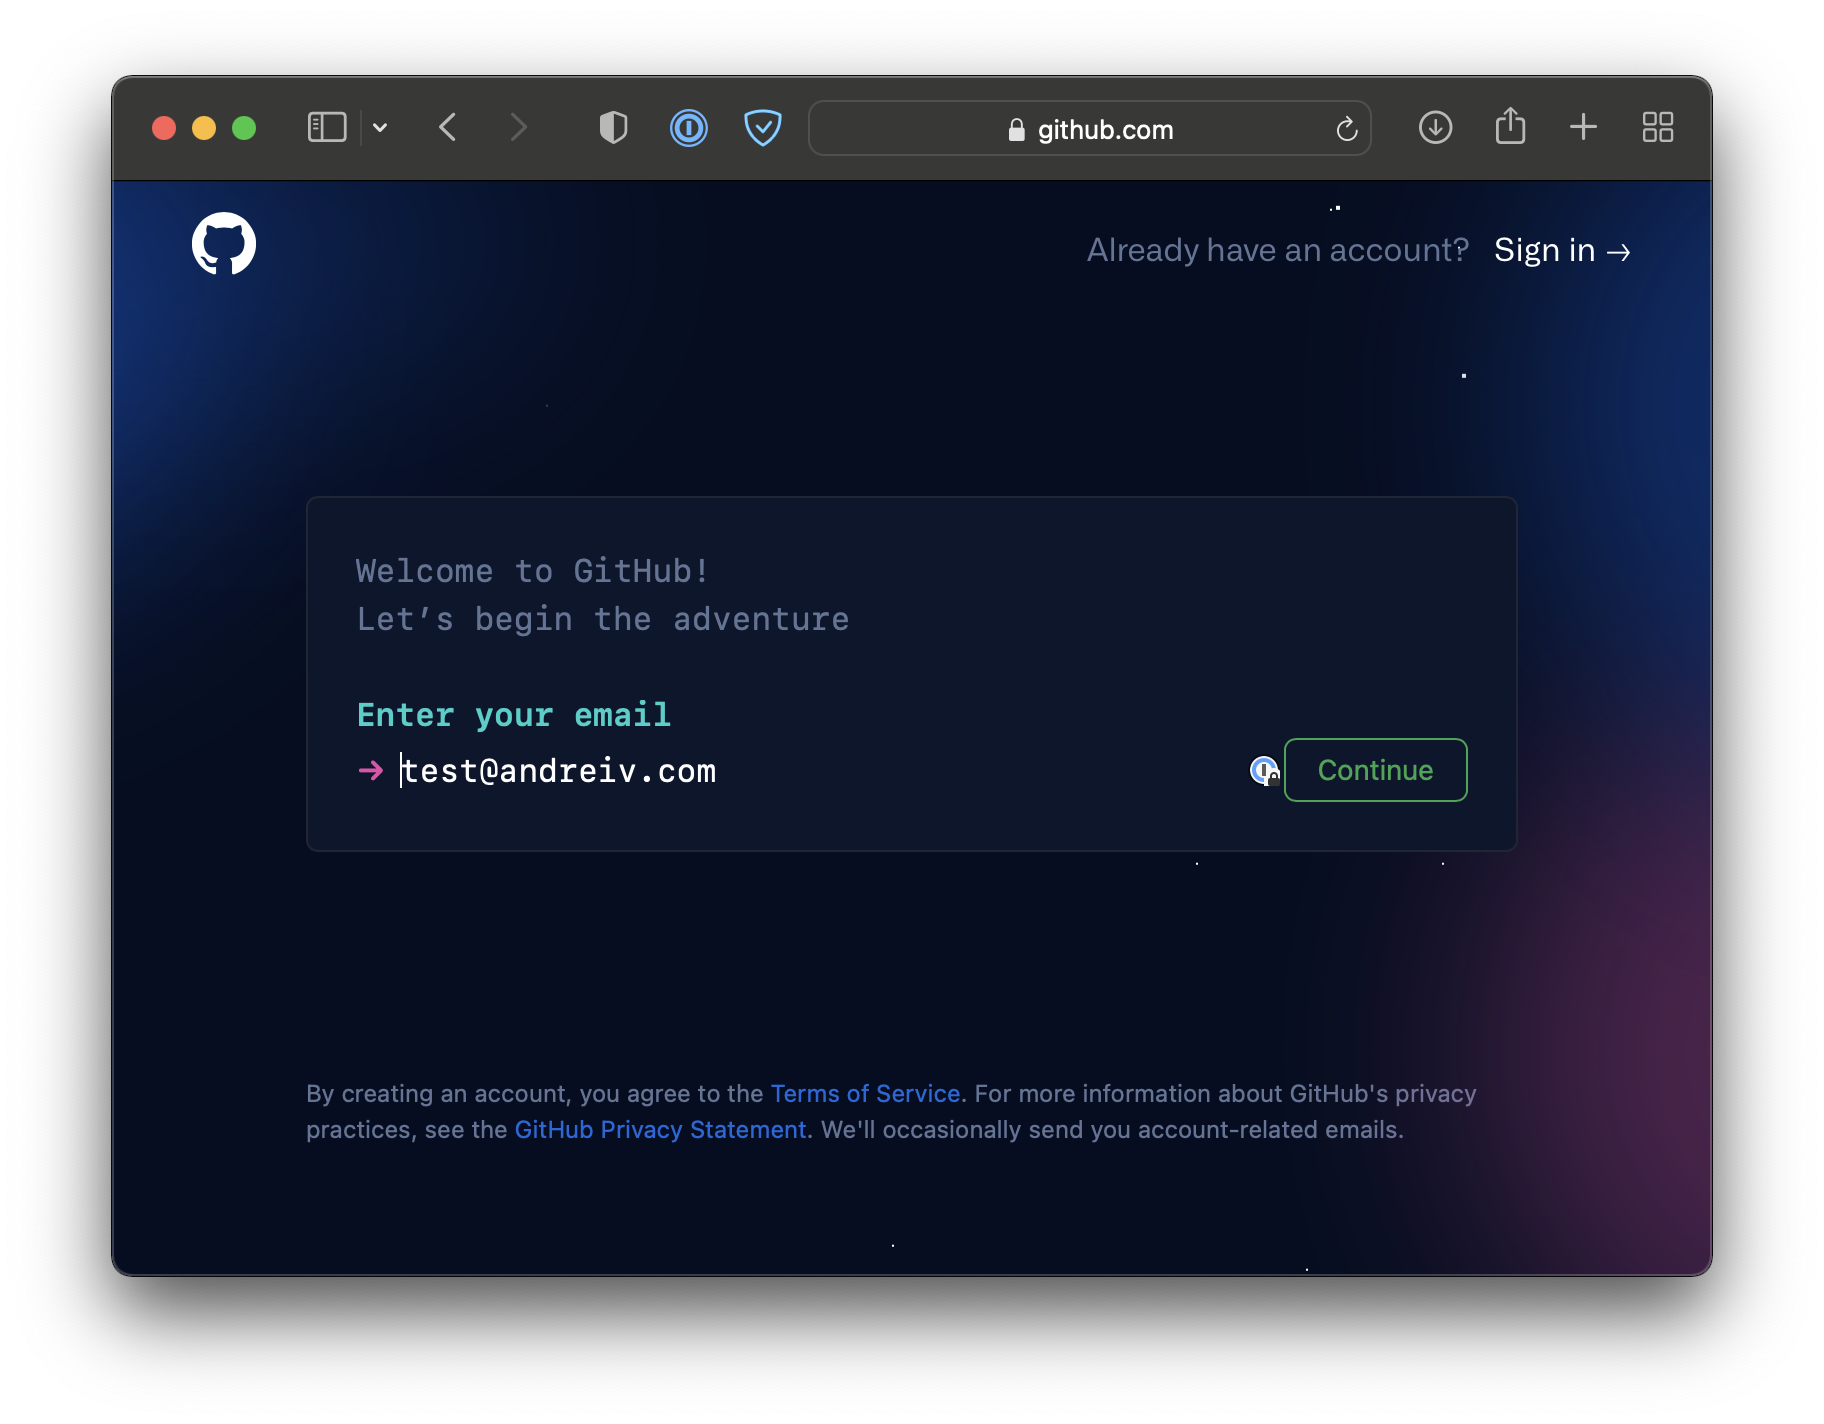 github.com
Already have an account? Sign in →
Welcome to GitHub!
Let’s begin the adventure
Enter your email
→ test@andreiv.com
Continue
By creating an account, you agree to the Terms of Service. For more information about GitHub's privacy
practices, see the GitHub Privacy Statement. We'll occasionally send you account-related emails.